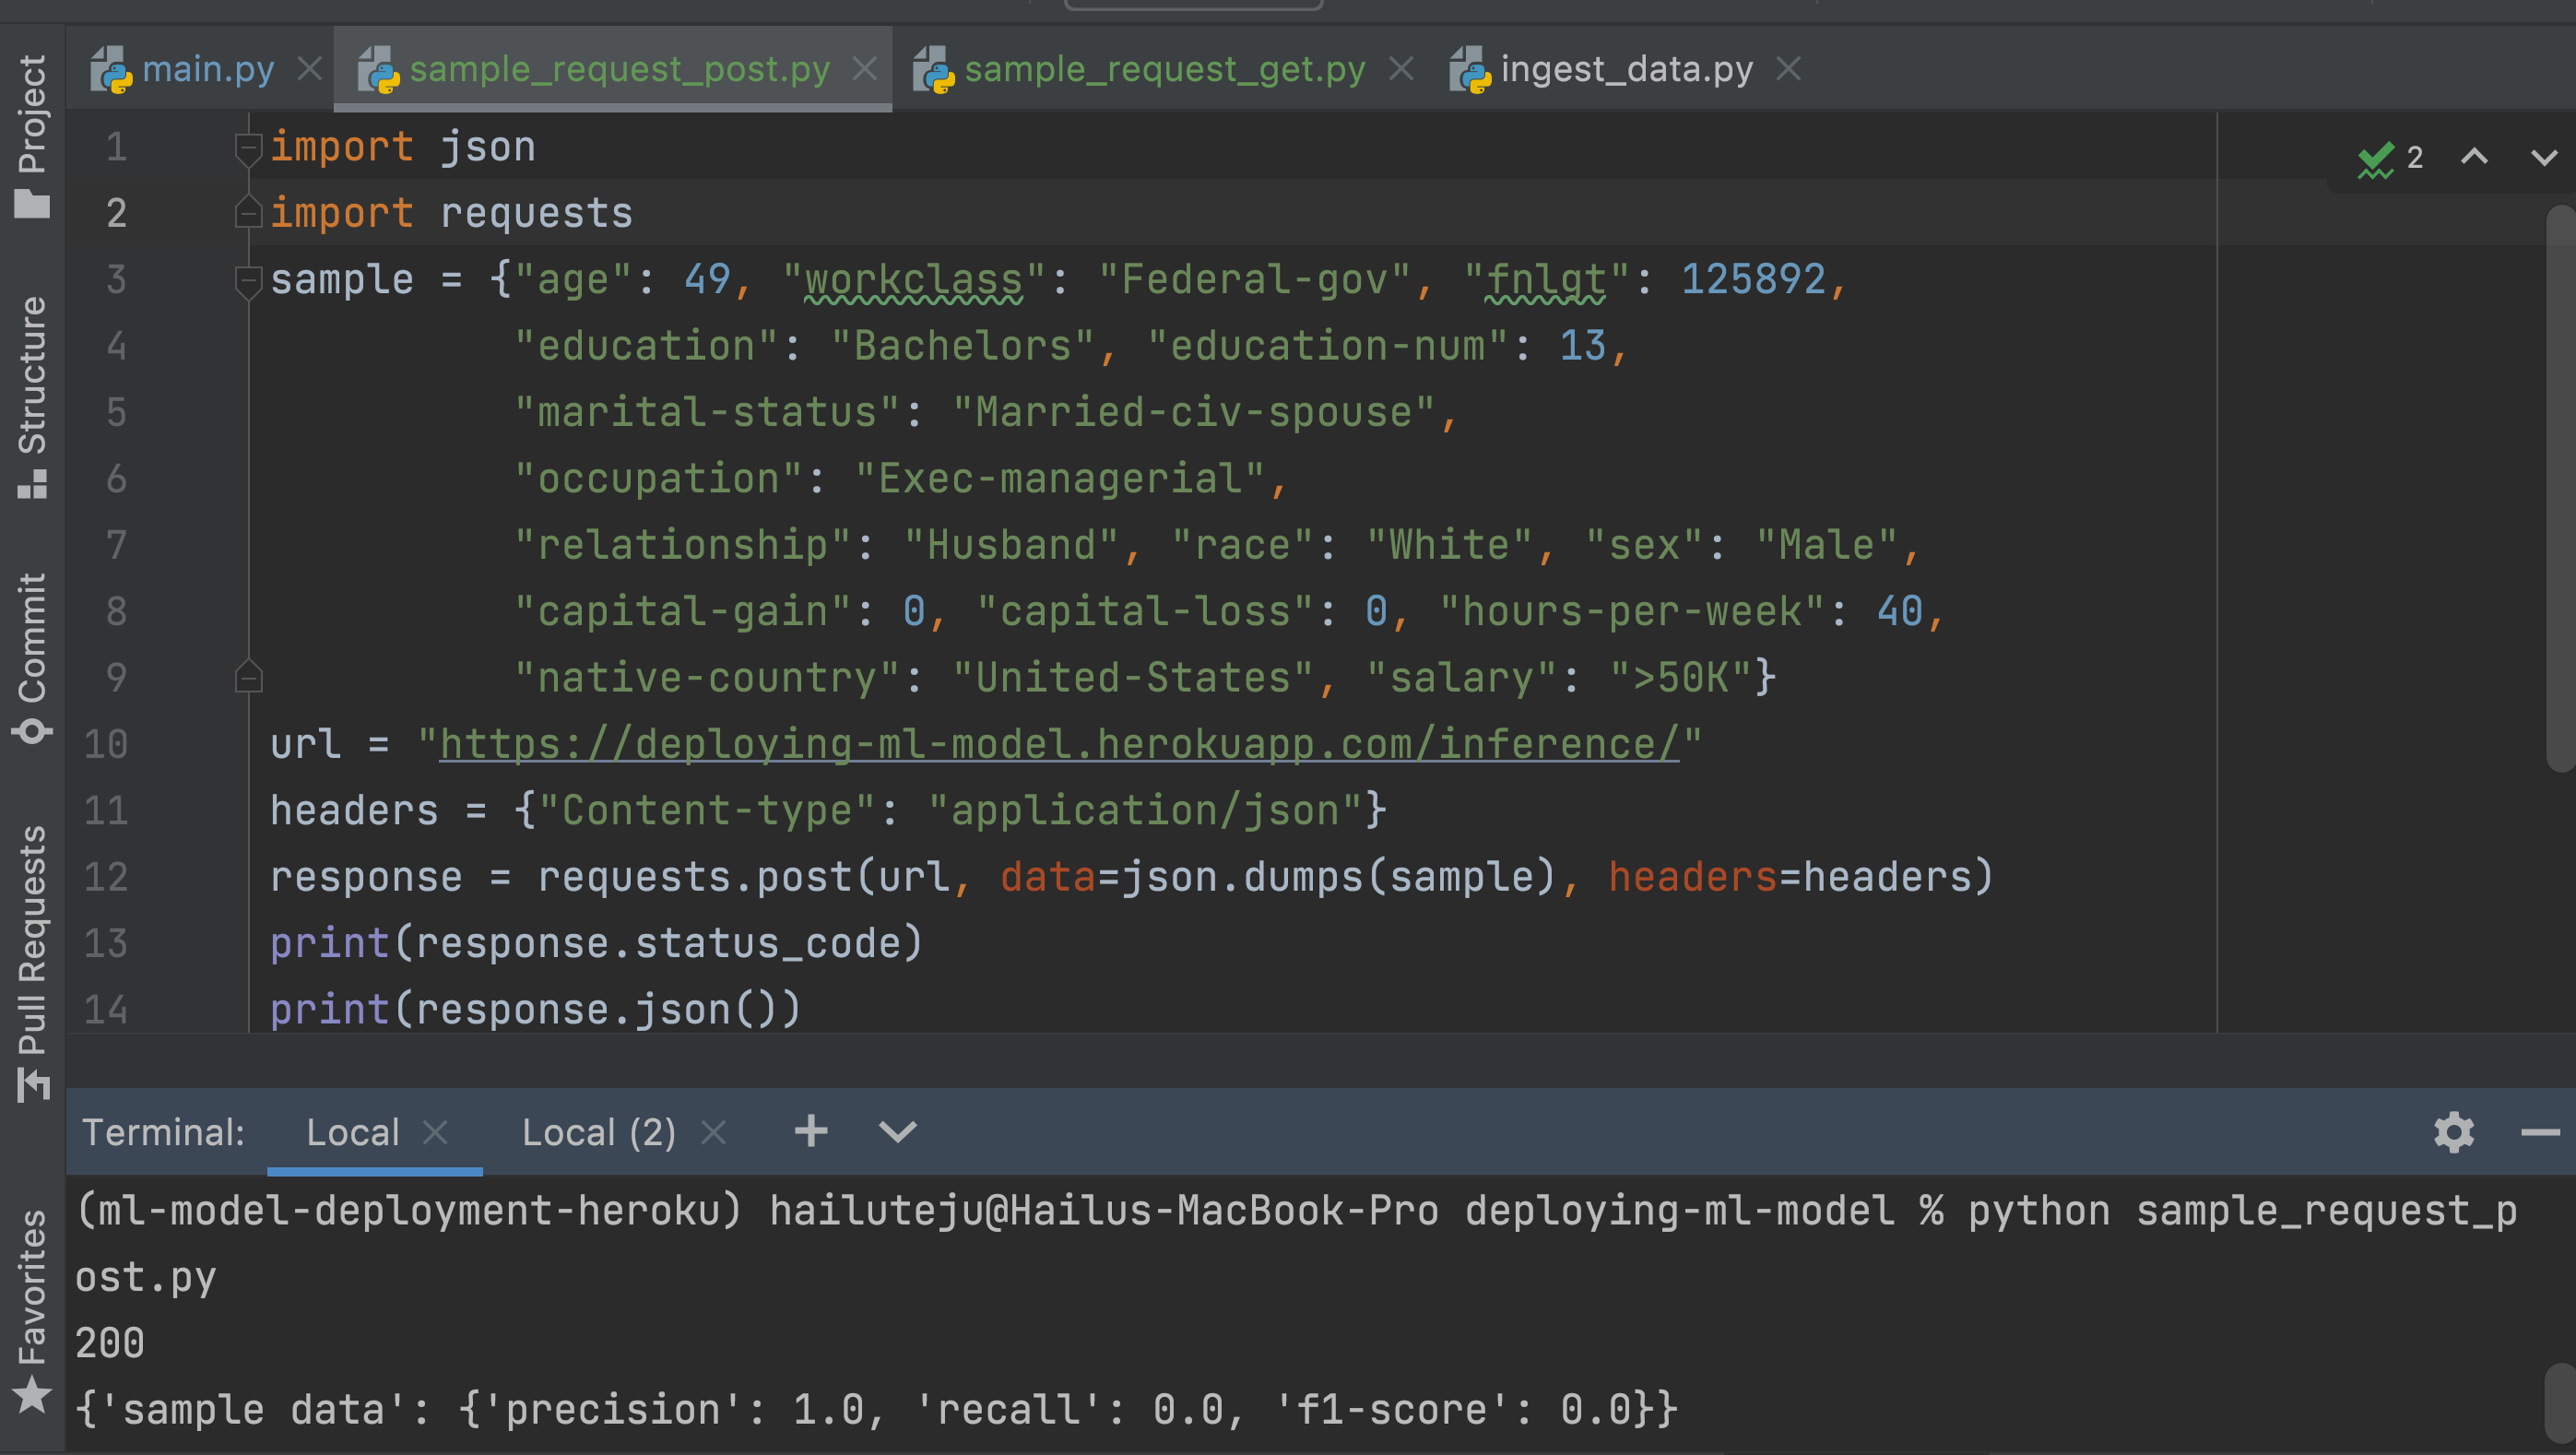 main.py sample_request_post.py sample_request_get.py ingest_data.py
Project
Structure
Commit
Pull Requests
Favorites
2
1 import json
2 import requests
3 sample = {"age": 49, "workclass": "Federal-gov", "fnlgt": 125892,
4 "education": "Bachelors", "education-num": 13,
5 "marital-status": "Married-civ-spouse",
6 "occupation": "Exec-managerial",
7 "relationship": "Husband", "race": "White", "sex": "Male",
8 "capital-gain": 0, "capital-loss": 0, "hours-per-week": 40,
9 "native-country": "United-States", "salary": ">50K"}
10 url = "https://deploying-ml-model.herokuapp.com/inference/"
11 headers = {"Content-type": "application/json"}
12 response = requests.post(url, data=json.dumps(sample), headers=headers)
13 print(response.status_code)
14 print(response.json())
Terminal: Local Local (2)
(ml-model-deployment-heroku) hailuteju@Hailus-MacBook-Pro deploying-ml-model % python sample_request_p
ost.py
200
{'sample data': {'precision': 1.0, 'recall': 0.0, 'f1-score': 0.0}}